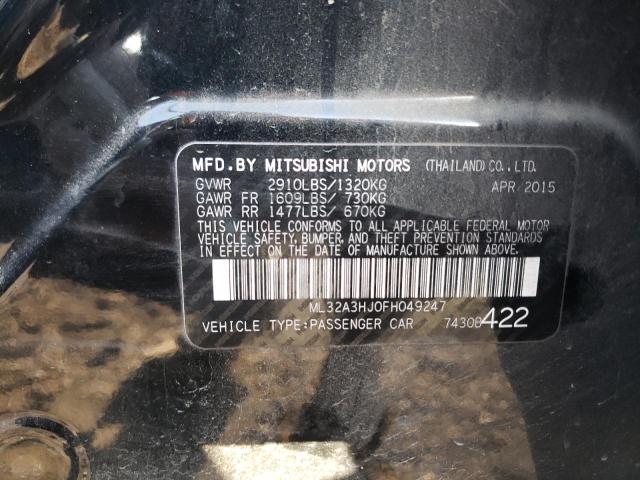 MFD.BY MITSUBISHI MOTORS (THAILAND) CO., LTD.
GVWR 2910LBS/1320KG APR 2015
GAWR FR 1609LBS/ 730KG
GAWR RR 1477LBS/ 670KG
THIS VEHICLE CONFORMS TO ALL APPLICABLE FEDERAL MOTOR
VEHICLE SAFETY, BUMPER, AND THEFT PREVENTION STANDARDS
IN EFFECT ON THE DATE OF MANUFACTURE SHOWN ABOVE.
ML32A3HJ0FH049247
VEHICLE TYPE:PASSENGER CAR 422